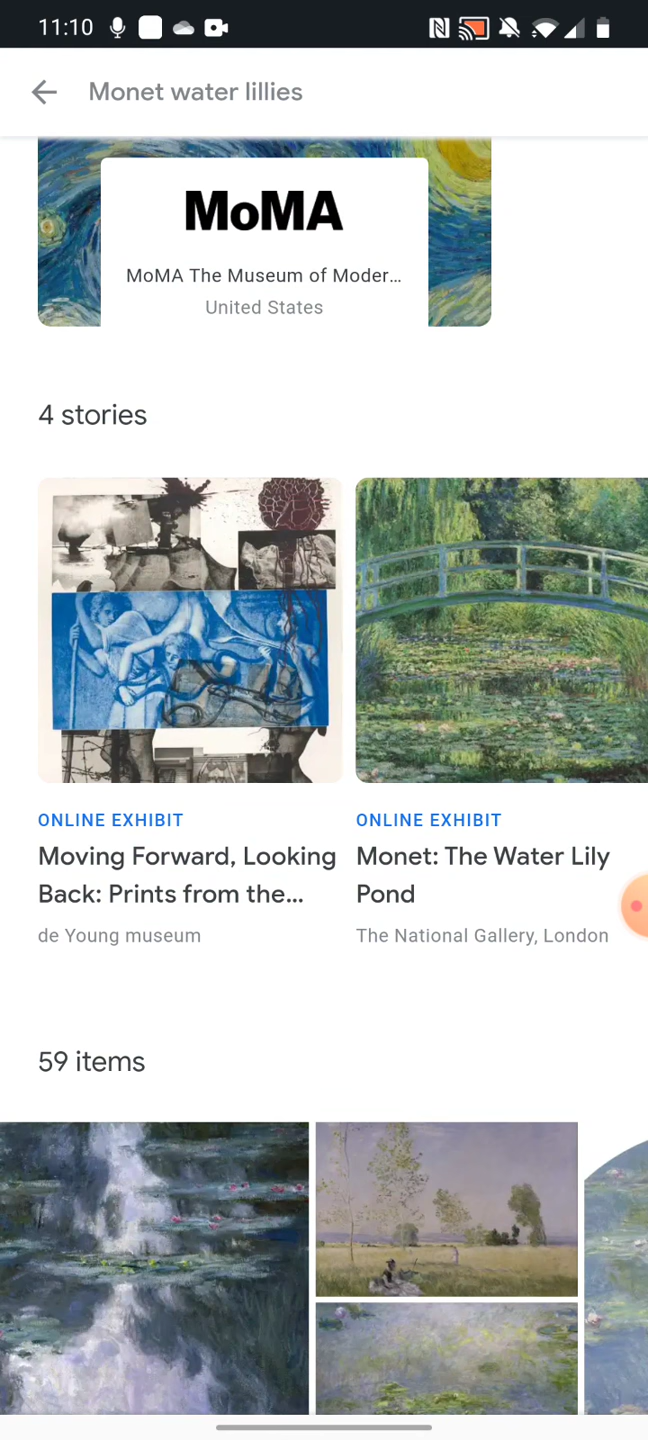 11:10
Monet water lillies
MoMA
MoMA The Museum of Moder...
United States
4 stories
ONLINE EXHIBIT
Moving Forward, Looking
Back: Prints from the...
de Young museum
ONLINE EXHIBIT
Monet: The Water Lily
Pond
The National Gallery, London
59 items